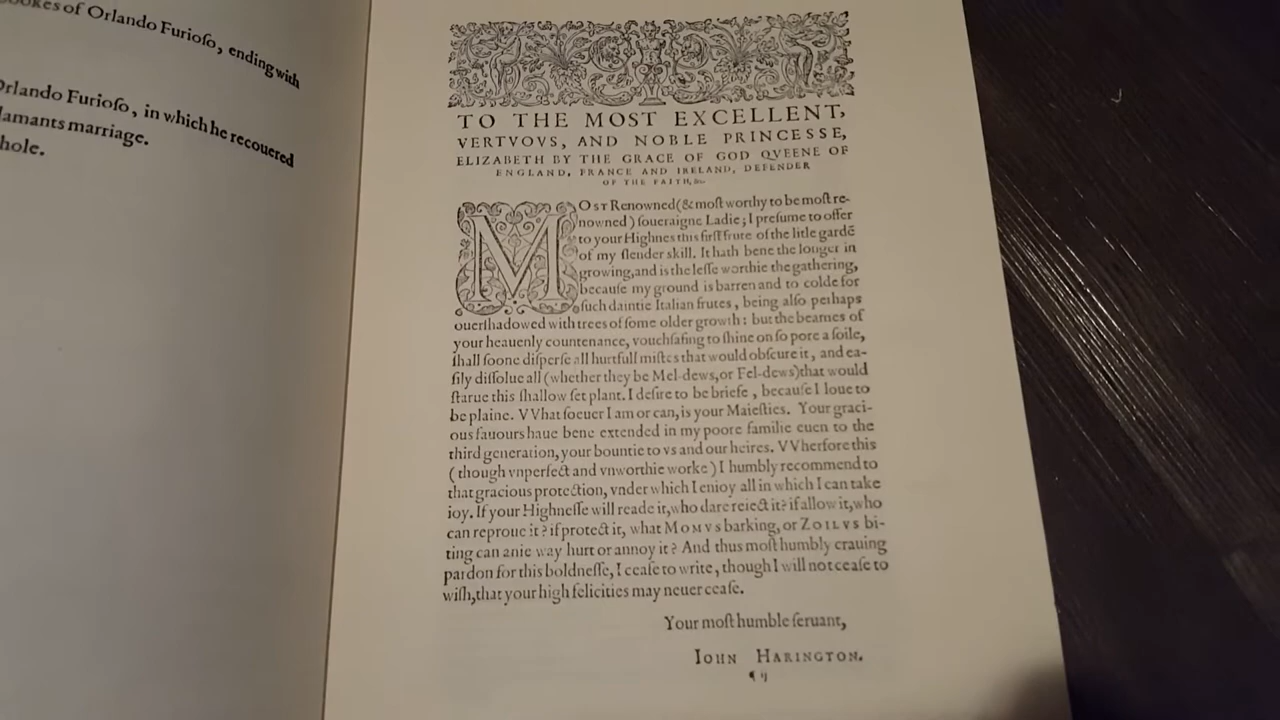 ookes of Orlando Furioſo, ending with
Orlando Furioſo, in which he recouered
lamants marriage.
hole.
TO THE MOST EXCELLENT,
VERTVOVS, AND NOBLE PRINCESSE,
ELIZABETH BY THE GRACE OF GOD QVEENE OF
ENGLAND, FRANCE AND IRELAND, DEFENDER
OF THE FAITH, &c.
MOST Renowned (& moſt worthy to be moſt re-
nowned) ſoueraigne Ladie; I preſume to offer
to your Highnes this firſt frute of the litle gardē
of my ſlender skill. It hath bene the longer in
growing, and is the leſſe worthie the gathering,
becauſe my ground is barren and to colde for
ſuch daintie Italian frutes, being alſo perhaps
ouerſhadowed with trees of ſome older growth: but the beames of
your heauenly countenance, vouchſafing to ſhine on ſo pore a ſoile,
ſhall ſoone diſperſe all hurtfull miſtes that would obſcure it, and ea-
ſily diſſolue all (whether they be Mel-dews, or Fel-dews) that would
ſtarue this ſhallow ſet plant. I deſire to be briefe, becauſe I loue to
be plaine. VVhat ſoeuer I am or can, is your Maieſties. Your graci-
ous fauours haue bene extended in my poore familie euen to the
third generation, your bountie to vs and our heires. VVherfore this
(though vnperfect and vnworthie worke) I humbly recommend to
that gracious protection, vnder which I enioy all in which I can take
ioy. If your Highneſſe will reade it, who dare reiect it? if allow it, who
can reproue it? if protect it, what MOMVS barking, or ZOILVS bi-
ting can anie way hurt or annoy it? And thus moſt humbly crauing
pardon for this boldneſſe, I ceaſe to write, though I will not ceaſe to
wiſh, that your high felicities may neuer ceaſe.
Your moſt humble ſeruant,
IOHN HARINGTON.
¶ ij